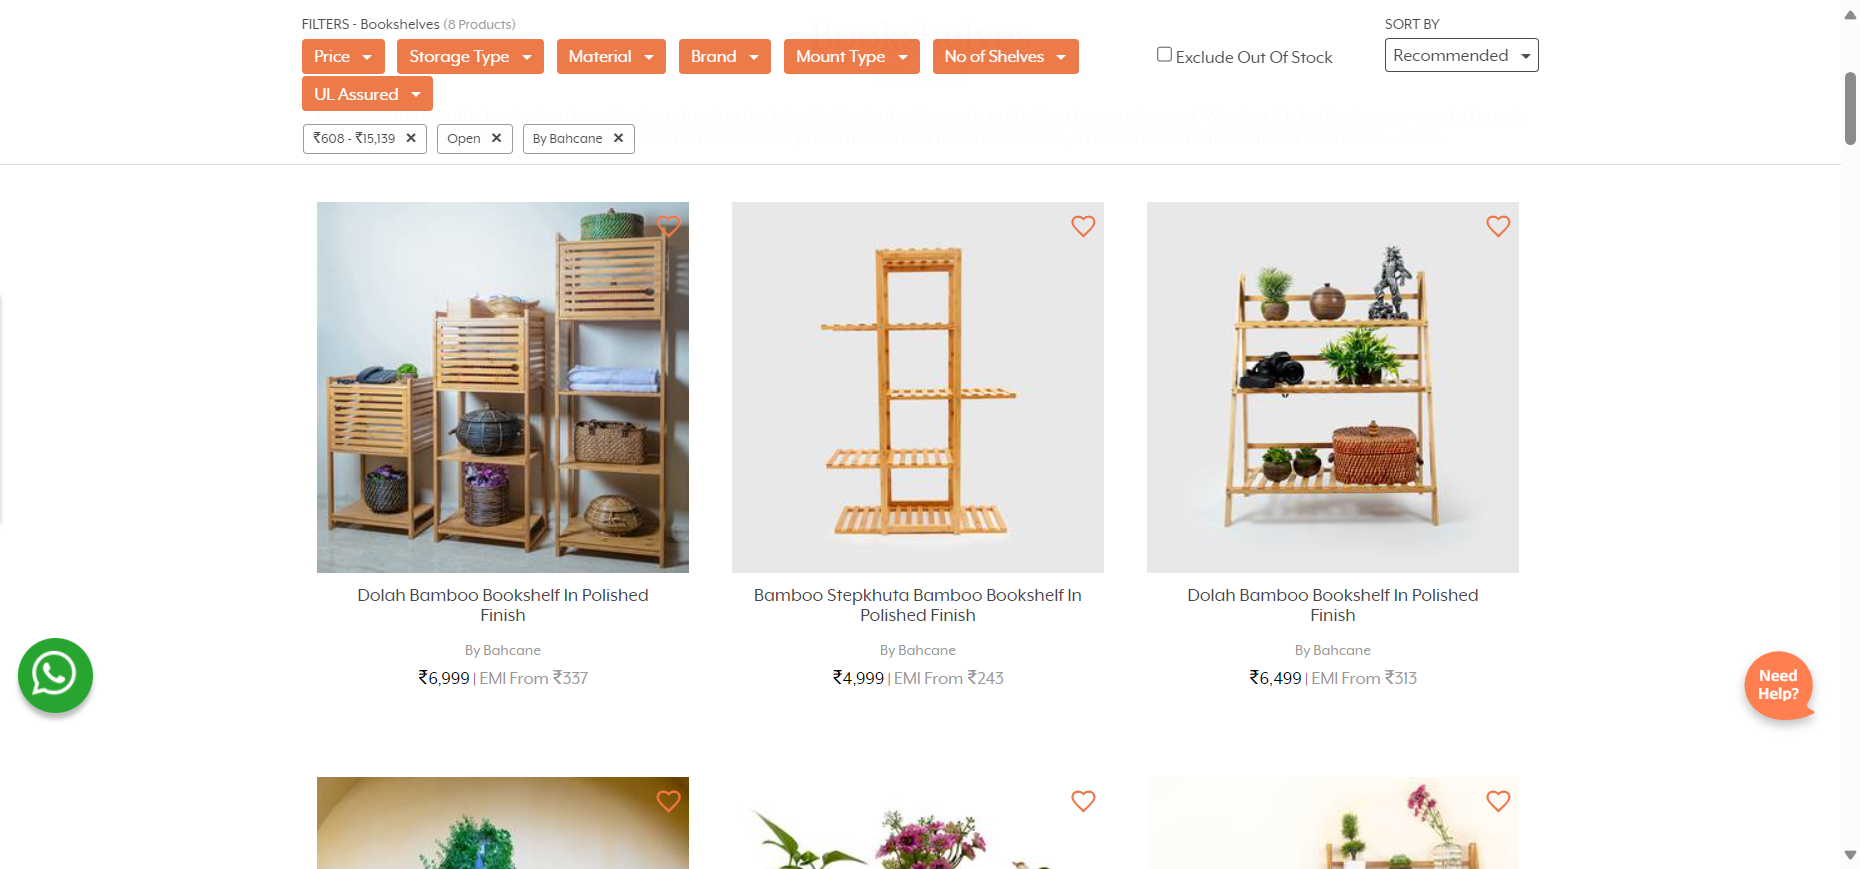 FILTERS - Bookshelves (8 Products)
SORT BY
Price
Storage Type
Material
Brand
Mount Type
No of Shelves
Exclude Out Of Stock
Recommended
UL Assured
₹608 - ₹15,139 ✕
Open ✕
By Bahcane ✕
Dolah Bamboo Bookshelf In Polished
Finish
By Bahcane
₹6,999 | EMI From ₹337
Bamboo Stepkhuta Bamboo Bookshelf In
Polished Finish
By Bahcane
₹4,999 | EMI From ₹243
Dolah Bamboo Bookshelf In Polished
Finish
By Bahcane
₹6,499 | EMI From ₹313
Need
Help?